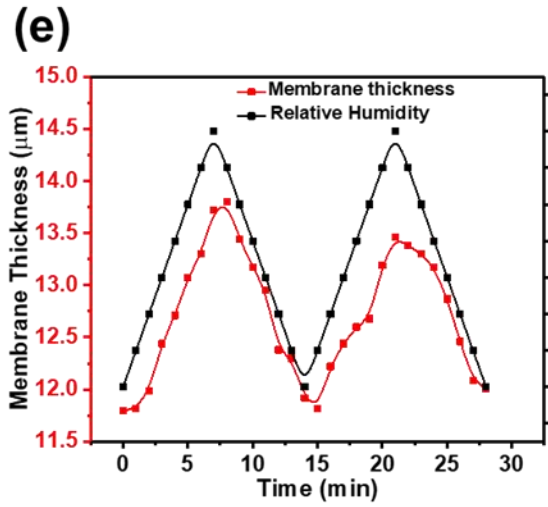 (e)
Membrane Thickness (μm)
15.0
14.5
14.0
13.5
13.0
12.5
12.0
11.5
Membrane thickness
Relative Humidity
0 5 10 15 20 25 30
Time (min)